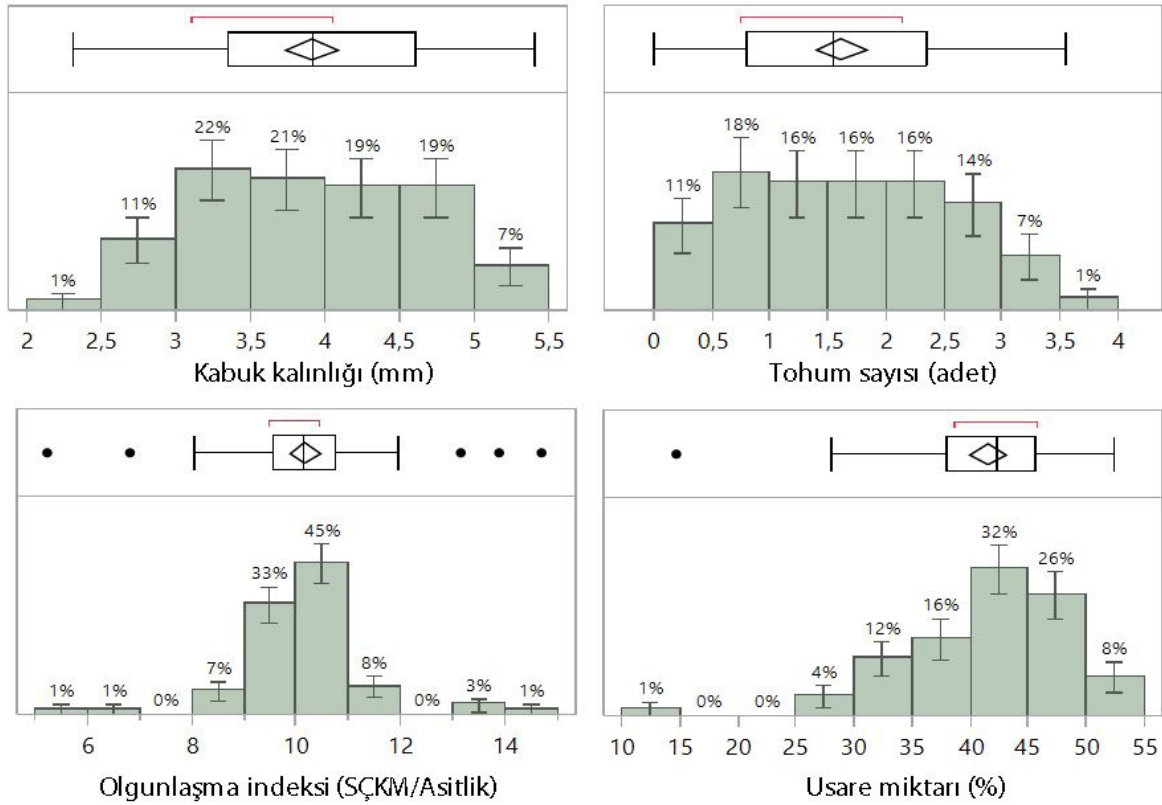 22% 21% 19% 19%
11% 7%
1%
2 2,5 3 3,5 4 4,5 5 5,5
Kabuk kalınlığı (mm)
18% 16% 16% 16% 14%
11% 7%
1%
0 0,5 1 1,5 2 2,5 3 3,5 4
Tohum sayısı (adet)
45%
33%
7% 8%
1% 1% 0% 0% 3% 1%
6 8 10 12 14
Olgunlaşma indeksi (SÇKM/Asitlik)
32%
26%
16%
12%
8%
4%
1% 0% 0%
10 15 20 25 30 35 40 45 50 55
Usare miktarı (%)